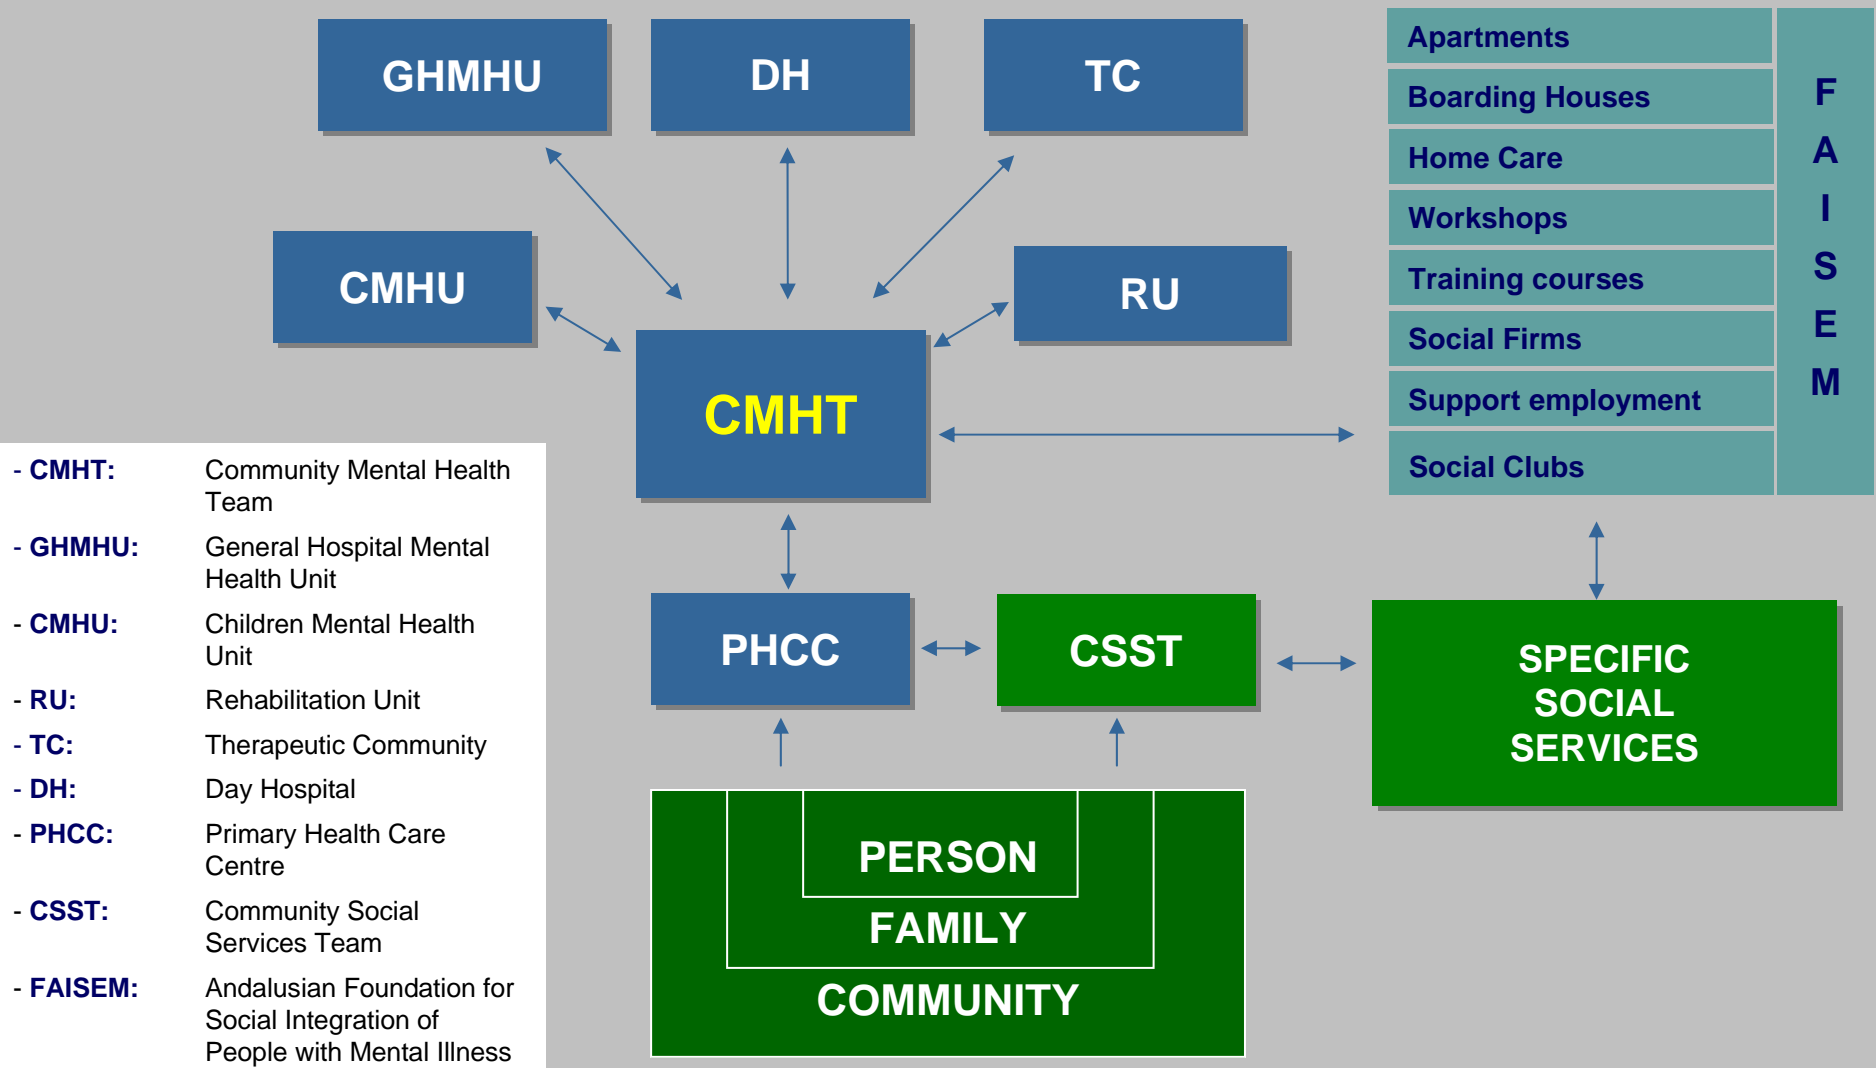 GHMHU
DH
TC
CMHU
RU
CMHT
Apartments
Boarding Houses
Home Care
Workshops
Training courses
Social Firms
Support employment
Social Clubs
F
A
I
S
E
M
- CMHT: Community Mental Health
Team
- GHMHU: General Hospital Mental
Health Unit
- CMHU: Children Mental Health
Unit
- RU: Rehabilitation Unit
- TC: Therapeutic Community
- DH: Day Hospital
- PHCC: Primary Health Care
Centre
- CSST: Community Social
Services Team
- FAISEM: Andalusian Foundation for
Social Integration of
People with Mental Illness
PHCC
CSST
SPECIFIC
SOCIAL
SERVICES
PERSON
FAMILY
COMMUNITY